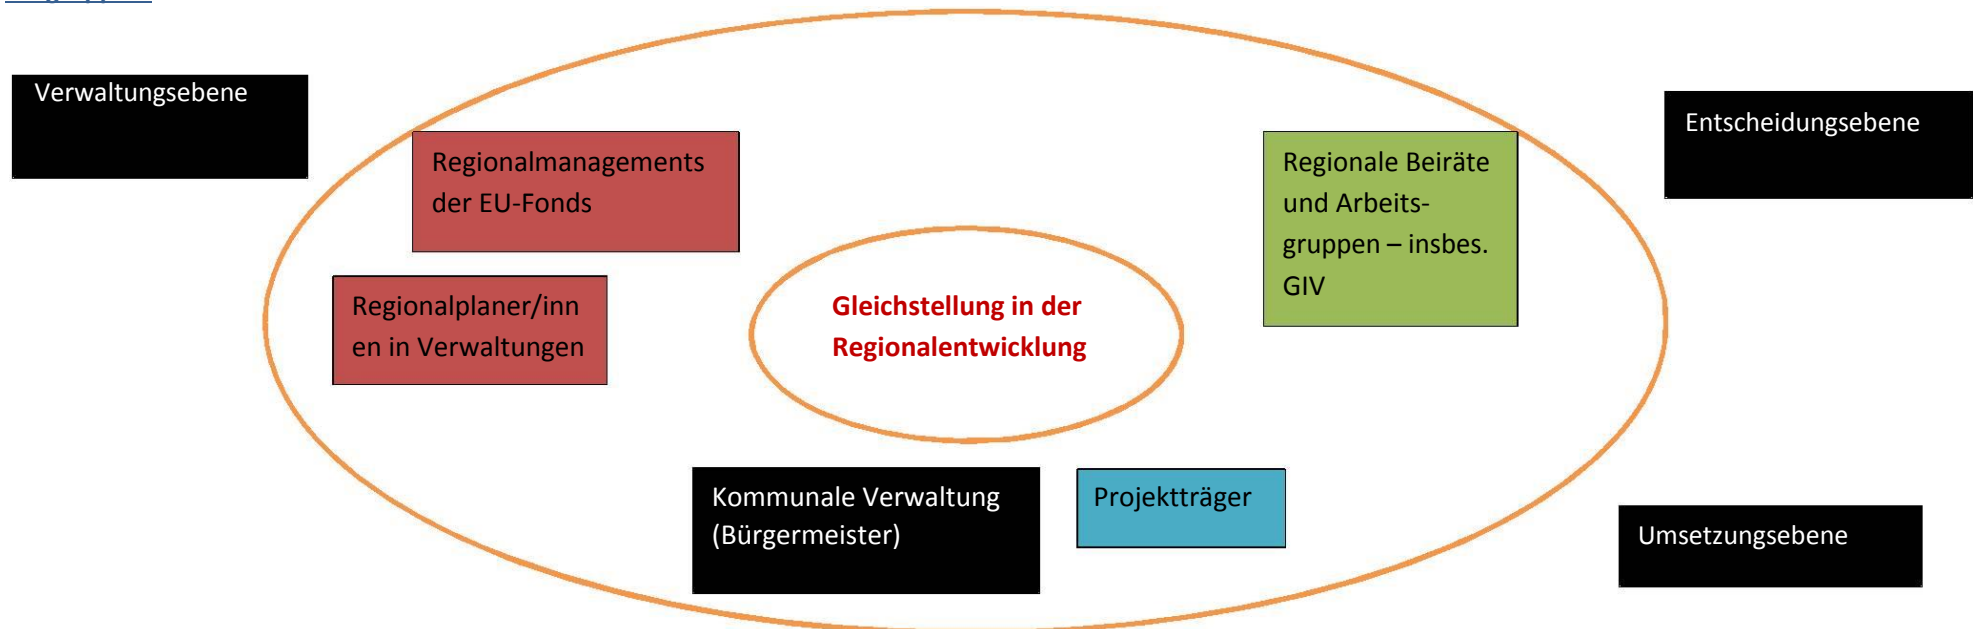 Verwaltungsebene
Entscheidungsebene
Regionalmanagements
der EU-Fonds
Regionale Beiräte
und Arbeits-
gruppen – insbes.
GIV
Regionalplaner/inn
en in Verwaltungen
Gleichstellung in der
Regionalentwicklung
Kommunale Verwaltung
(Bürgermeister)
Projektträger
Umsetzungsebene